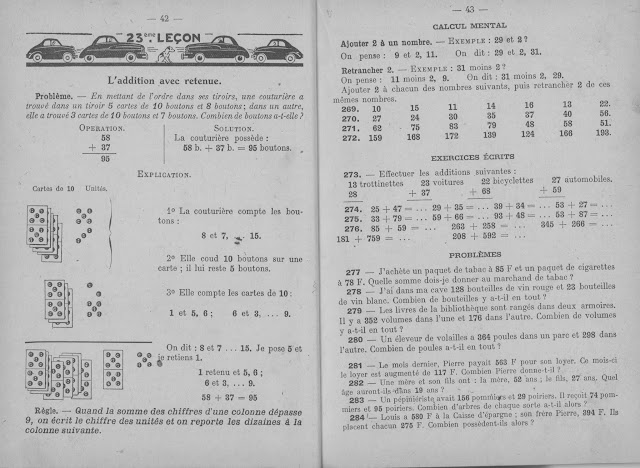 — 42 —
23ème LEÇON
L'addition avec retenue.
Problème. — En mettant de l'ordre dans ses tiroirs, une couturière a
trouvé dans un tiroir 5 cartes de 10 boutons et 8 boutons; dans un autre,
elle a trouvé 3 cartes de 10 boutons et 7 boutons. Combien de boutons a-t-elle ?
OPÉRATION.
58
+ 37
95
SOLUTION.
La couturière possède :
58 b. + 37 b. = 95 boutons.
EXPLICATION.
Cartes de 10 Unités.
1º La couturière compte les bou-
tons :
8 et 7, ... 15.
2º Elle coud 10 boutons sur une
carte ; il lui reste 5 boutons.
3º Elle compte les cartes de 10 :
1 et 5, 6 ; 6 et 3, ... 9.
On dit : 8 et 7 ... 15. Je pose 5 et
je retiens 1.
1 retenu et 5, 6 ;
6 et 3, ... 9.
58 + 37 = 95
Règle. — Quand la somme des chiffres d'une colonne dépasse
9, on écrit le chiffre des unités et on reporte les dizaines à la
colonne suivante.
— 43 —
CALCUL MENTAL
Ajouter 2 à un nombre. — EXEMPLE : 29 et 2 ?
On pense : 9 et 2, 11. On dit : 29 et 2, 31.
Retrancher 2. — EXEMPLE : 31 moins 2 ?
On pense : 11 moins 2, 9. On dit : 31 moins 2, 29.
Ajouter 2 à chacun des nombres suivants, puis retrancher 2 de ces
mêmes nombres.
269. 10 15 11 14 16 13 22.
270. 27 24 30 35 37 40 56.
271. 62 75 83 79 48 58 51.
272. 159 168 172 139 124 166 193.
EXERCICES ÉCRITS
273. — Effectuer les additions suivantes :
13 trottinettes 23 voitures 22 bicyclettes 27 automobiles.
28 + 37 + 68 + 59
274. 25 + 47 = ... 29 + 35 = ... 39 + 34 = ... 53 + 27 = ...
275. 33 + 79 = ... 59 + 66 = ... 93 + 48 = ... 53 + 87 = ...
276. 85 + 59 = ... 263 + 258 = ... 345 + 266 = ...
181 + 759 = ... 208 + 592 = ...
PROBLÈMES
277 — J'achète un paquet de tabac à 85 F et un paquet de cigarettes
à 78 F. Quelle somme dois-je donner au marchand de tabac ?
278 — J'ai dans ma cave 128 bouteilles de vin rouge et 23 bouteilles
de vin blanc. Combien de bouteilles y a-t-il en tout ?
279 — Les livres de la bibliothèque sont rangés dans deux armoires.
Il y a 352 volumes dans l'une et 176 dans l'autre. Combien de volumes
y a-t-il en tout ?
280 — Un éleveur de volailles a 364 poules dans un pare et 298 dans
l'autre. Combien de poules a-t-il en tout ?
281 — Le mois dernier, Pierre payait 563 F pour son loyer. Ce mois-ci
le loyer est augmenté de 117 F. Combien Pierre donne-t-il ?
282 — Une mère et son fils ont : la mère, 52 ans ; le fils, 27 ans. Quel
âge auront-ils dans 19 ans ?
283 — Un pépiniériste avait 156 pommiers et 29 poiriers. Il reçoit 74 pom-
miers et 95 poiriers. Combien d'arbres de chaque sorte a-t-il alors ?
284 — Louis a 589 F à la Caisse d'épargne ; son frère Pierre, 394 F. Ils
placent chacun 275 F. Combien possèdent-ils alors ?